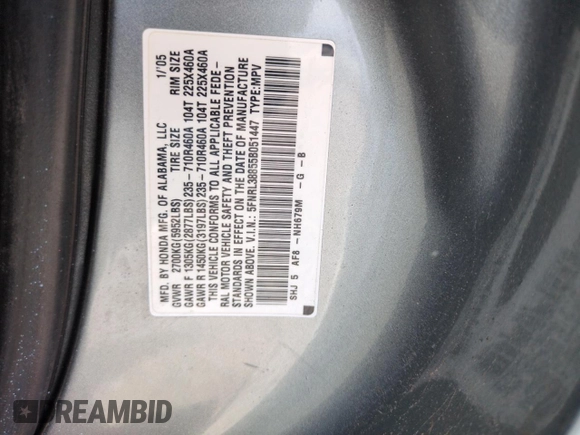 MFD. BY HONDA MFG. OF ALABAMA, LLC 1/'05
GVWR 2700KG(5952LBS) TIRE SIZE RIM SIZE
GAWR F 1305KG(2877LBS)235-710R460A 104T 225X460A
GAWR R 1450KG(3197LBS)235-710R460A 104T 225X460A
THIS VEHICLE CONFORMS TO ALL APPLICABLE FEDE-
RAL MOTOR VEHICLE SAFETY AND THEFT PREVENTION
STANDARDS IN EFFECT ON THE DATE OF MANUFACTURE
SHOWN ABOVE. V.I.N.: 5FNRL38855B051447 TYPE:MPV
SHJ 5 AF8 -NH679M -G -B
DREAMBID